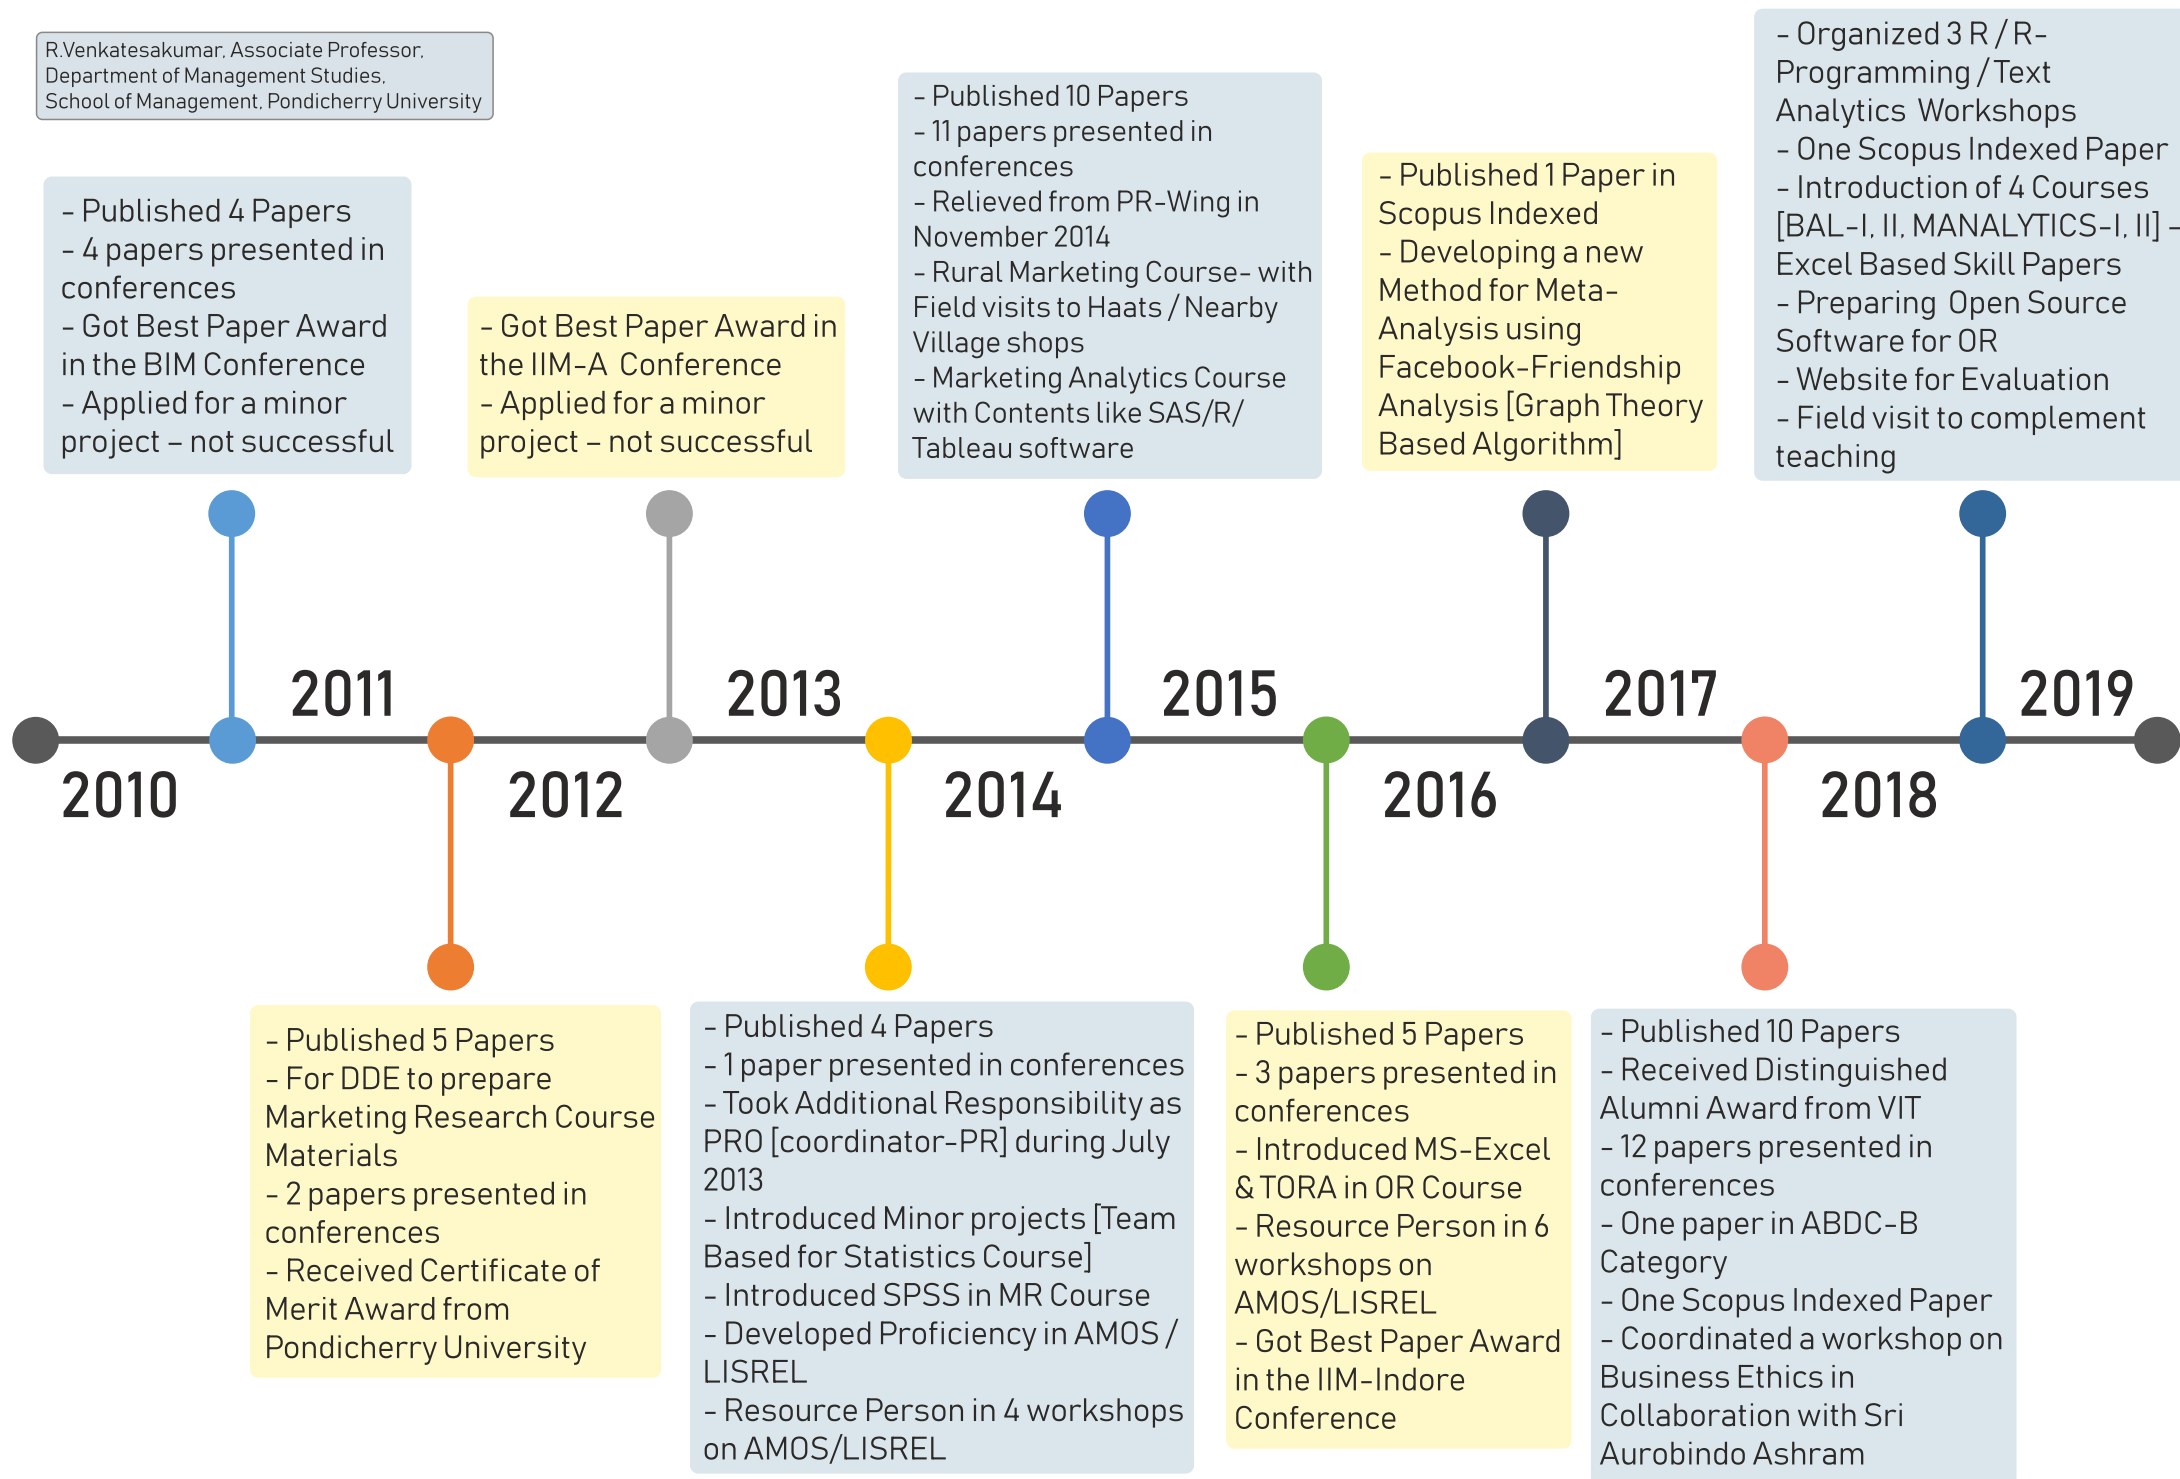 R.Venkatesakumar, Associate Professor,
Department of Management Studies,
School of Management, Pondicherry University
- Published 4 Papers
- 4 papers presented in
conferences
- Got Best Paper Award
in the BIM Conference
- Applied for a minor
project – not successful
- Got Best Paper Award in
the IIM-A  Conference
- Applied for a minor
project – not successful
- Published 10 Papers
- 11 papers presented in
conferences
- Relieved from PR-Wing in
November 2014
- Rural Marketing Course- with
Field visits to Haats / Nearby
Village shops
- Marketing Analytics Course
with Contents like SAS/R/
Tableau software
- Published 1 Paper in
Scopus Indexed
- Developing a new
Method for Meta-
Analysis using
Facebook-Friendship
Analysis [Graph Theory
Based Algorithm]
- Organized 3 R / R-
Programming / Text
Analytics  Workshops
- One Scopus Indexed Paper
- Introduction of 4 Courses
[BAL-I, II, MANALYTICS-I, II] –
Excel Based Skill Papers
- Preparing  Open Source
Software for OR
- Website for Evaluation
- Field visit to complement
teaching
2010
2011
2012
2013
2014
2015
2016
2017
2018
2019
- Published 5 Papers
- For DDE to prepare
Marketing Research Course
Materials
- 2 papers presented in
conferences
- Received Certificate of
Merit Award from
Pondicherry University
- Published 4 Papers
- 1 paper presented in conferences
- Took Additional Responsibility as
PRO [coordinator-PR] during July
2013
- Introduced Minor projects [Team
Based for Statistics Course]
- Introduced SPSS in MR Course
- Developed Proficiency in AMOS /
LISREL
- Resource Person in 4 workshops
on AMOS/LISREL
- Published 5 Papers
- 3 papers presented in
conferences
- Introduced MS-Excel
& TORA in OR Course
- Resource Person in 6
workshops on
AMOS/LISREL
- Got Best Paper Award
in the IIM-Indore
Conference
- Published 10 Papers
- Received Distinguished
Alumni Award from VIT
- 12 papers presented in
conferences
- One paper in ABDC-B
Category
- One Scopus Indexed Paper
- Coordinated a workshop on
Business Ethics in
Collaboration with Sri
Aurobindo Ashram